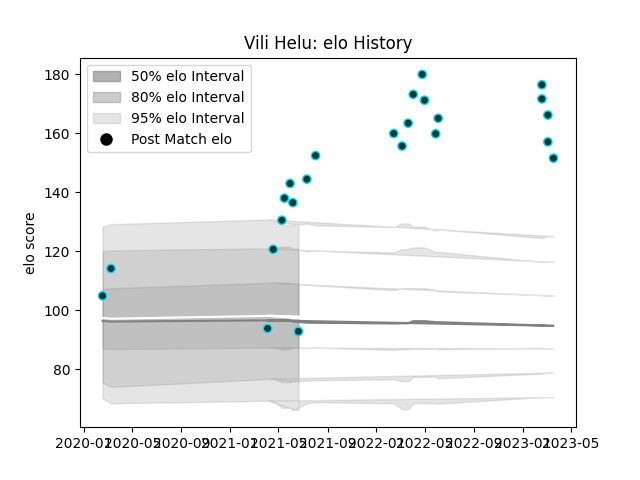 Vili Helu: elo History
50% elo Interval
80% elo Interval
95% elo Interval
Post Match elo
elo score
180
160
140
120
100
80
2020-01 2020-05 2020-09 2021-01 2021-05 2021-09 2022-01 2022-05 2022-09 2023-01 2023-05